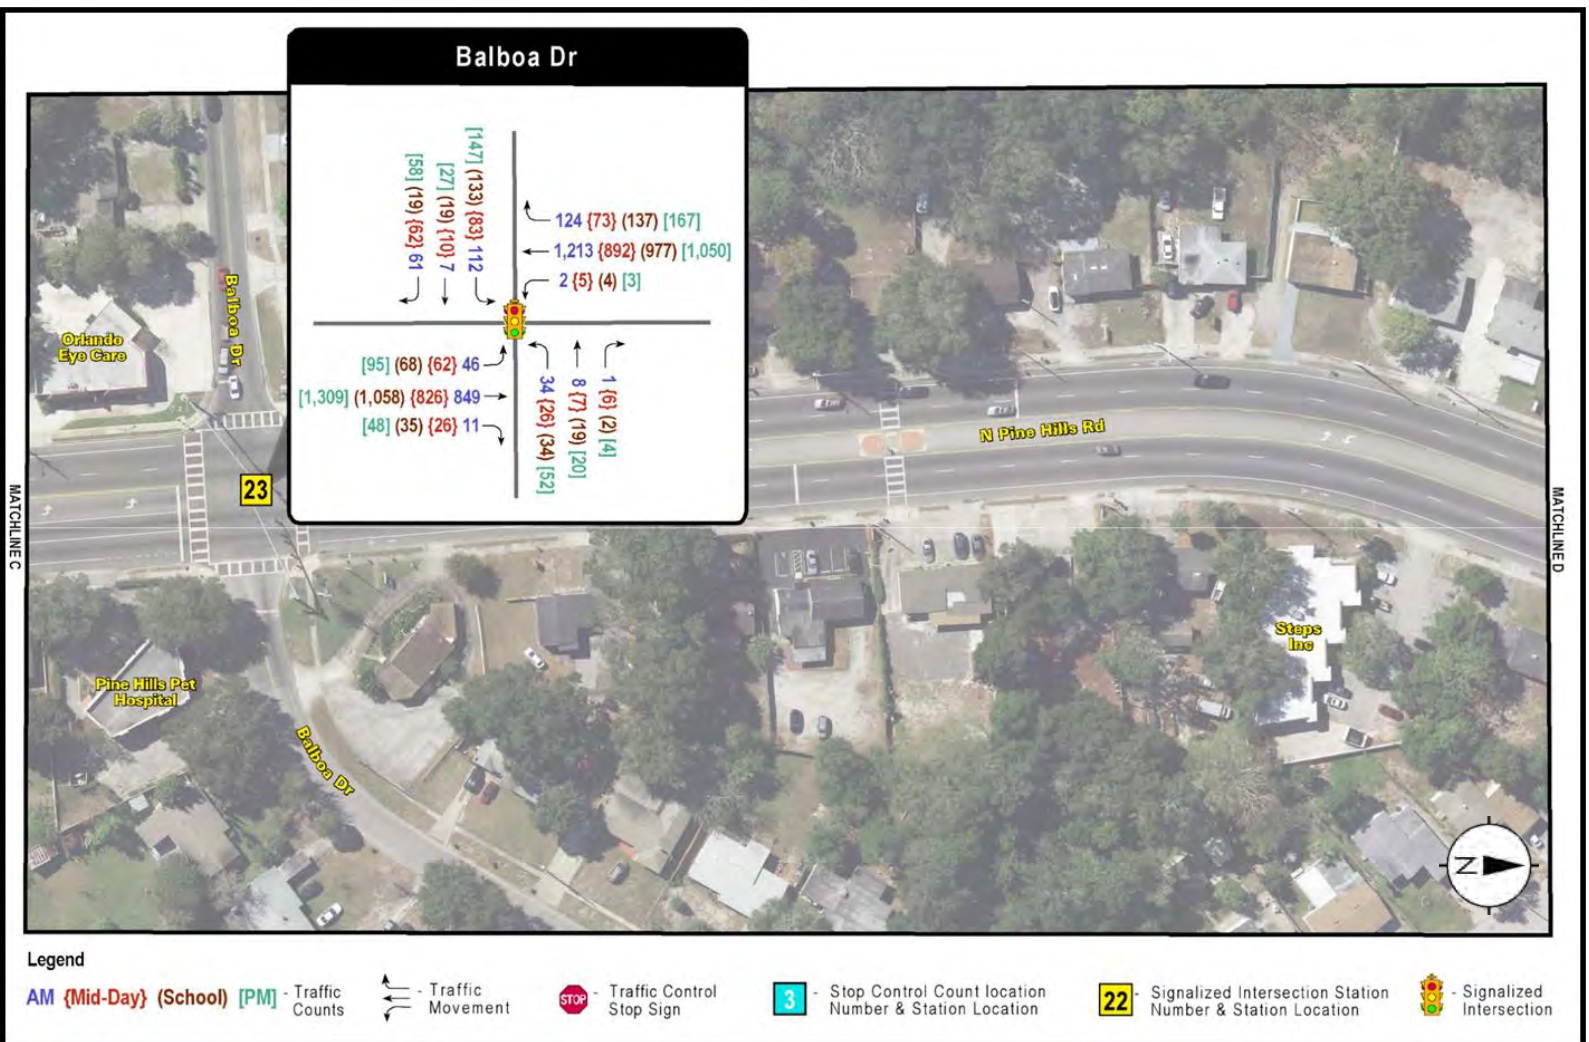 Balboa Dr
[147] (133) {83} 112
[27] (19) {10} 7
[58] (19) {62} 61
124 {73} (137) [167]
1,213 {892} (977) [1,050]
2 {5} (4) [3]
[95] (68) {62} 46
[1,309] (1,058) {826} 849
[48] (35) {26} 11
34 {26} (34) [52]
8 {7} (19) [20]
1 {6} (2) [4]
Balboa Dr
Orlando
Eye Care
N Pine Hills Rd
23
MATCHLINE C
MATCHLINE D
Steps
Inc
Pine Hills Pet
Hospital
Balboa Dr
N
Legend
AM {Mid-Day} (School) [PM] - Traffic
Counts
- Traffic
Movement
STOP - Traffic Control
Stop Sign
3 - Stop Control Count location
Number & Station Location
22 - Signalized Intersection Station
Number & Station Location
- Signalized
Intersection